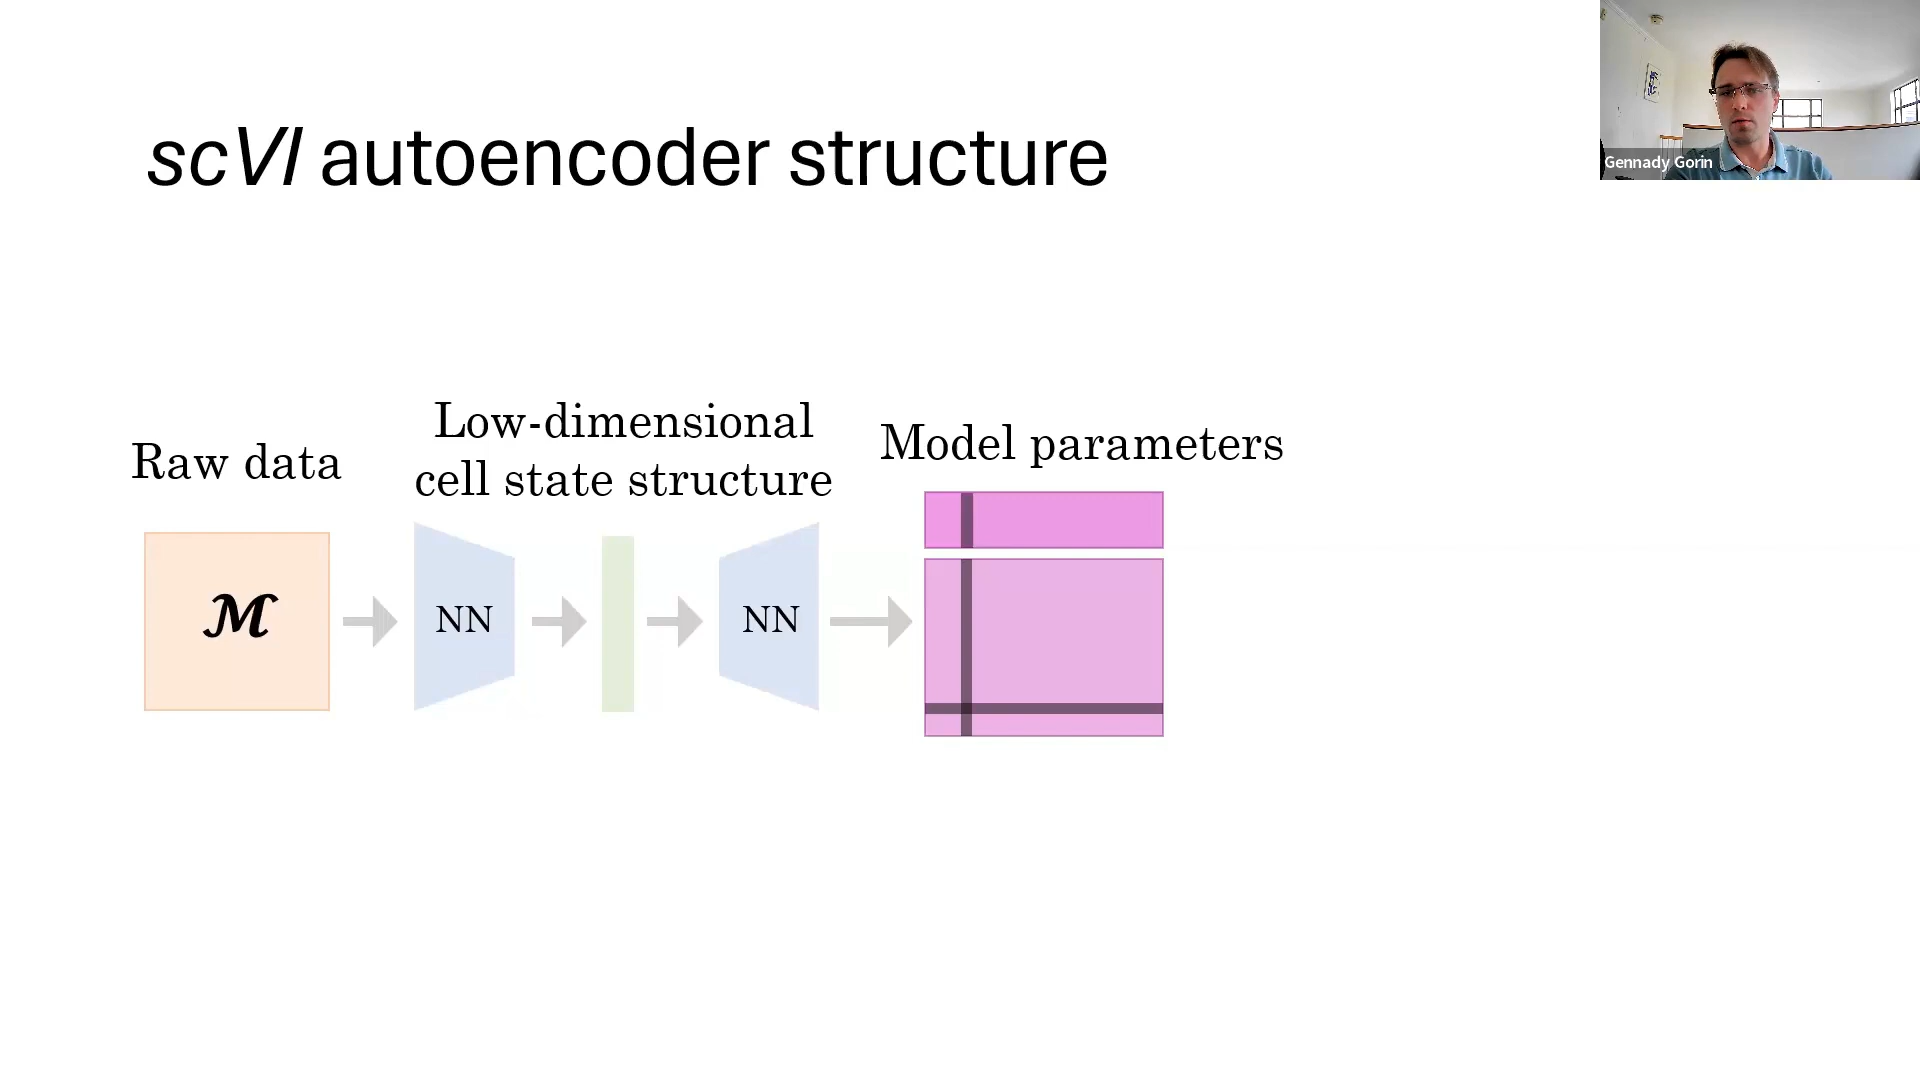 scVI autoencoder structure
Gennady Gorin
Raw data
Low-dimensional
cell state structure
Model parameters
ℳ
NN
NN